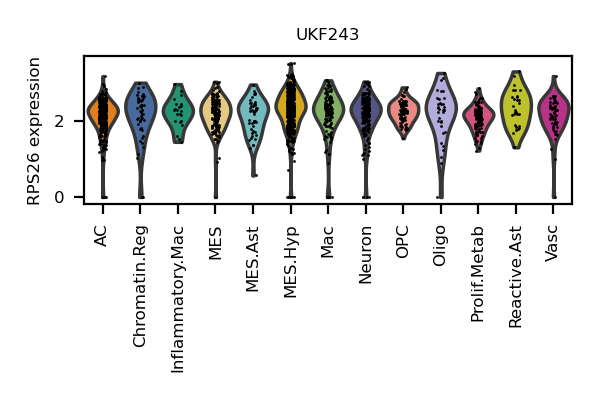 UKF243
RPS26 expression
2
0
AC
Chromatin.Reg
Inflammatory.Mac
MES
MES.Ast
MES.Hyp
Mac
Neuron
OPC
Oligo
Prolif.Metab
Reactive.Ast
Vasc